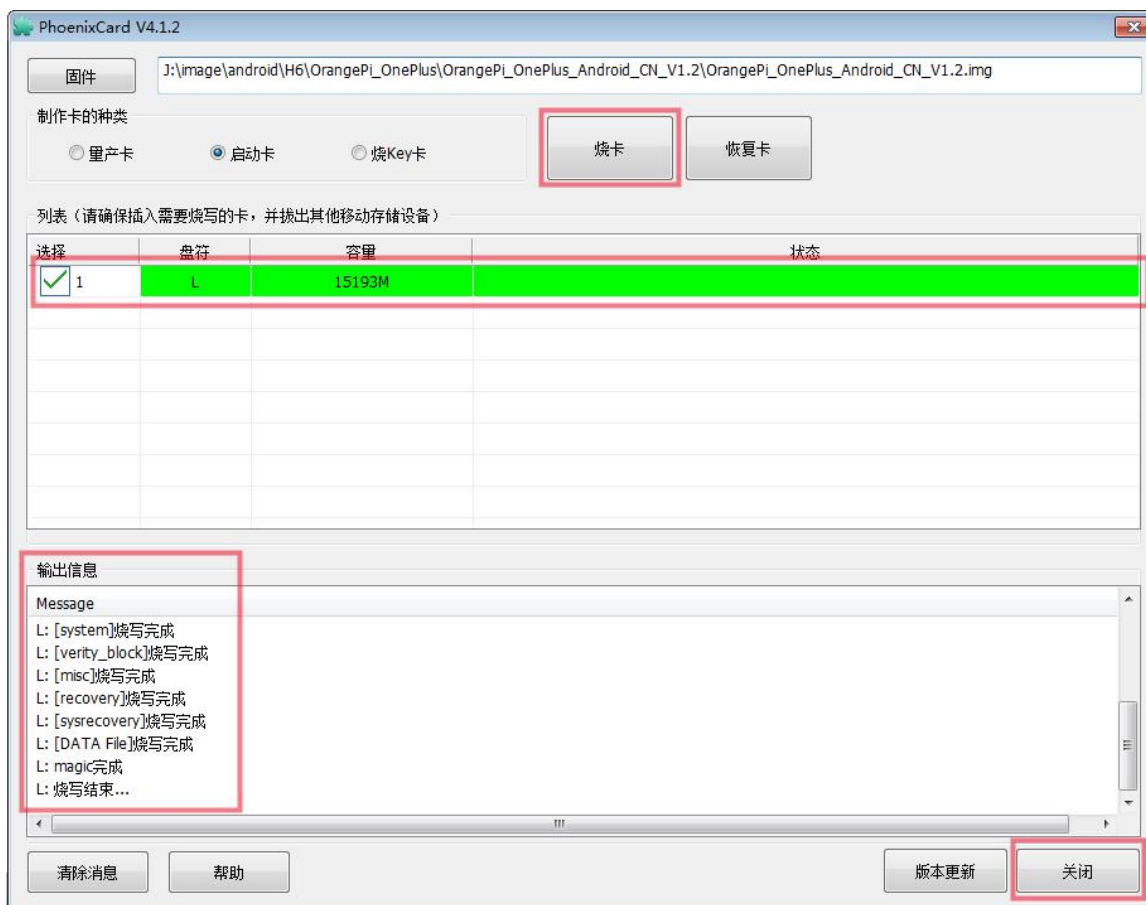 PhoenixCard V4.1.2
固件 J:\image\android\H6\OrangePi_OnePlus\OrangePi_OnePlus_Android_CN_V1.2\OrangePi_OnePlus_Android_CN_V1.2.img
制作卡的种类
量产卡 启动卡 烧Key卡 烧卡 恢复卡
列表（请确保插入需要烧写的卡，并拔出其他移动存储设备）
选择 盘符 容量 状态
1 L 15193M
输出信息
Message
L: [system]烧写完成
L: [verity_block]烧写完成
L: [misc]烧写完成
L: [recovery]烧写完成
L: [sysrecovery]烧写完成
L: [DATA File]烧写完成
L: magic完成
L: 烧写结束...
清除消息 帮助 版本更新 关闭